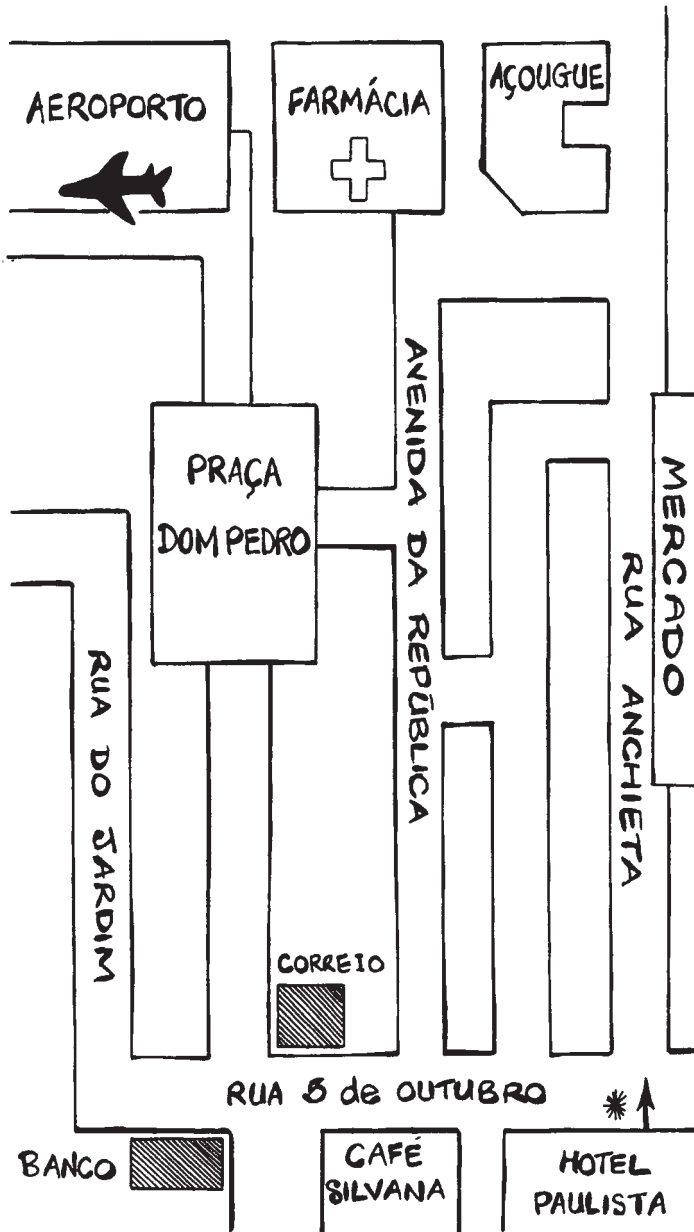 AEROPORTO
FARMÁCIA
AÇOUGUE
PRAÇA
DOM PEDRO
AVENIDA DA REPÚBLICA
MERCADO
RUA ANCHIETA
RUA DO JARDIM
CORREIO
RUA 5 de OUTUBRO
*
BANCO
CAFÉ
SILVANA
HOTEL
PAULISTA